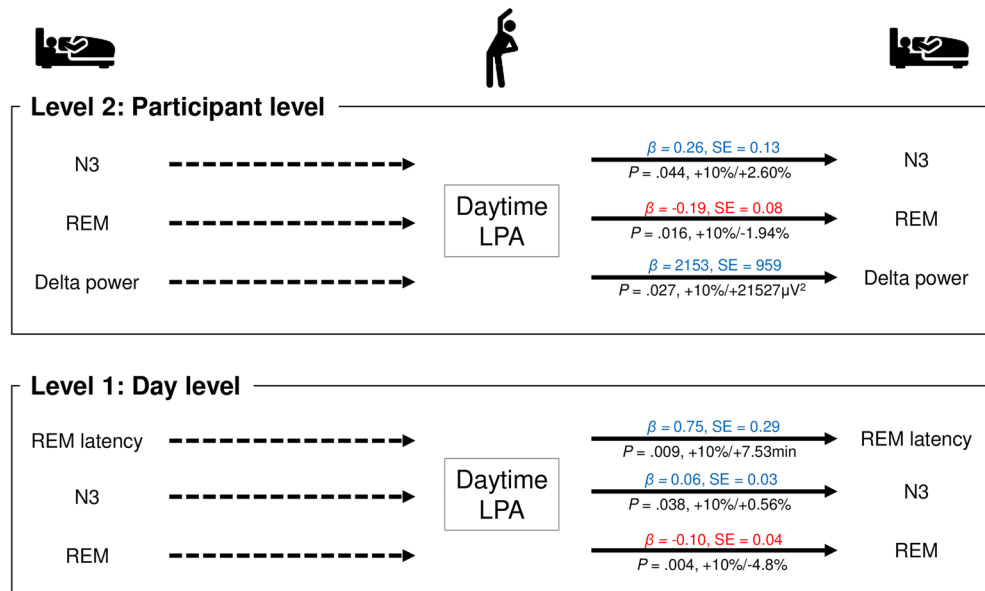 Level 2: Participant level
N3
β = 0.26, SE = 0.13
P = .044, +10%/+2.60%
N3
REM
Daytime
LPA
β = -0.19, SE = 0.08
P = .016, +10%/-1.94%
REM
Delta power
β = 2153, SE = 959
P = .027, +10%/+21527µV²
Delta power
Level 1: Day level
REM latency
β = 0.75, SE = 0.29
P = .009, +10%/+7.53min
REM latency
N3
Daytime
LPA
β = 0.06, SE = 0.03
P = .038, +10%/+0.56%
N3
REM
β = -0.10, SE = 0.04
P = .004, +10%/-4.8%
REM